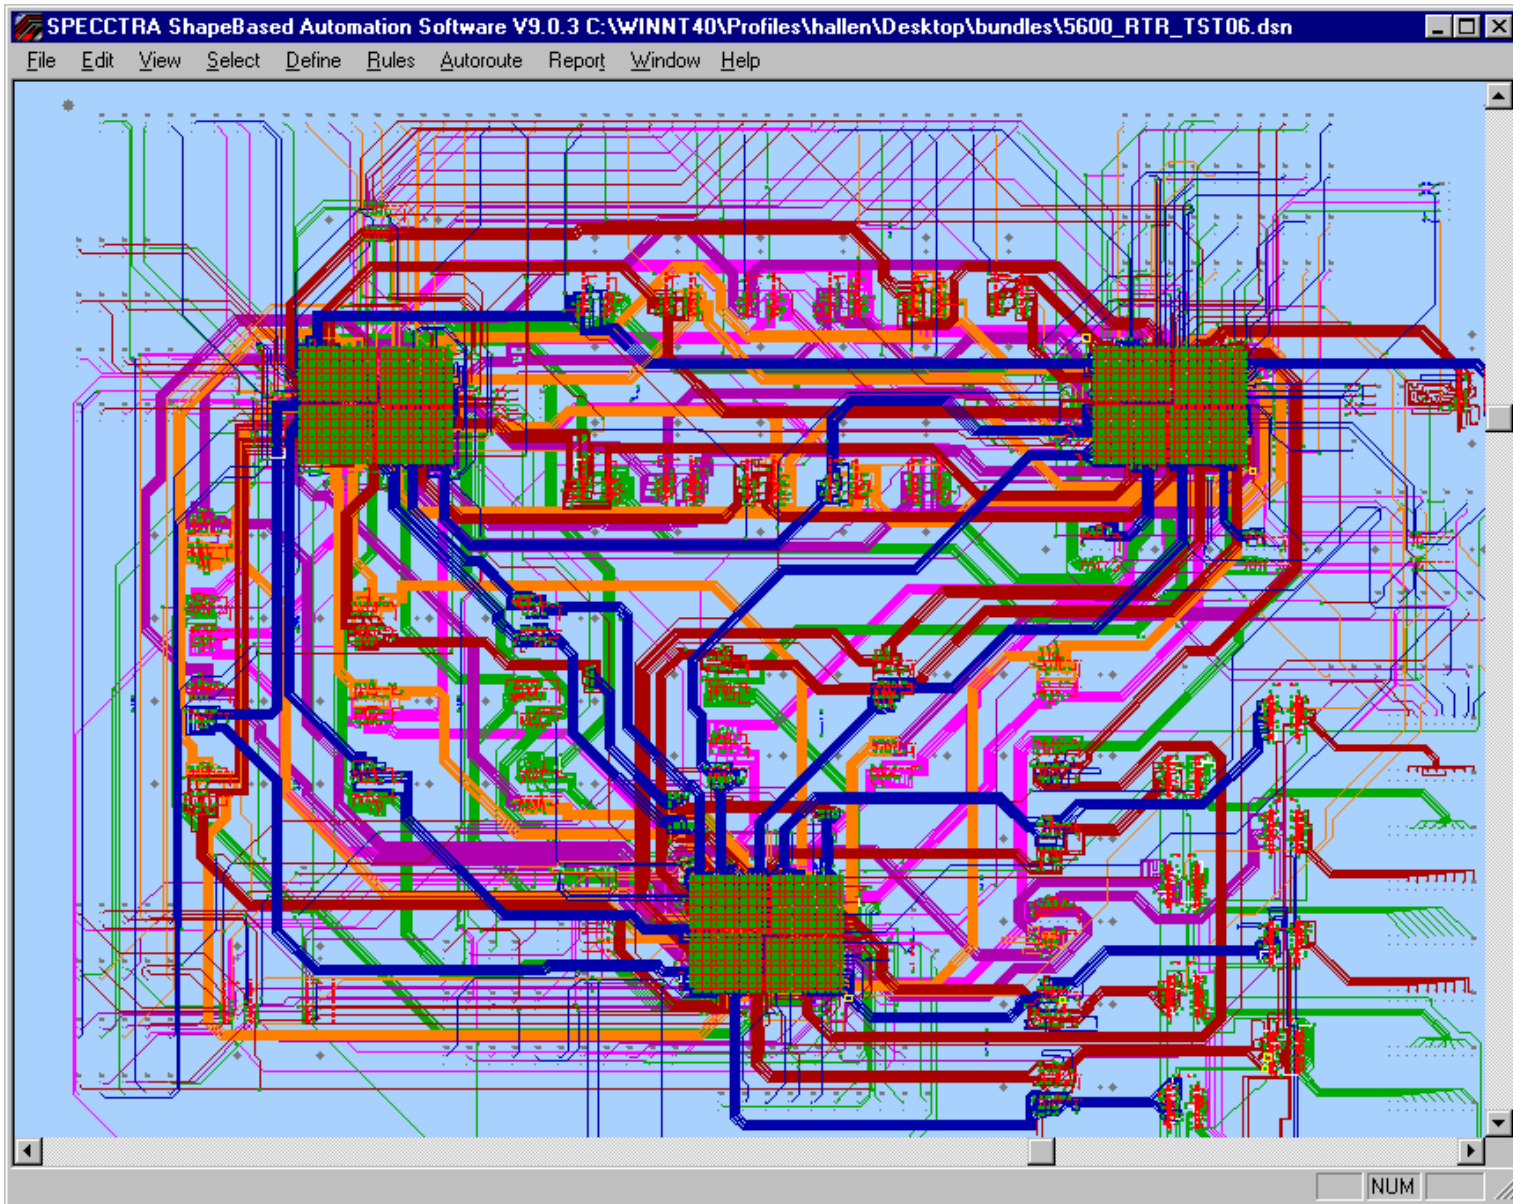 SPECCTRA ShapeBased Automation Software V9.0.3 C:\WINNT40\Profiles\hallen\Desktop\bundles\5600_RTR_TST06.dsn
File Edit View Select Define Rules Autoroute Report Window Help
NUM